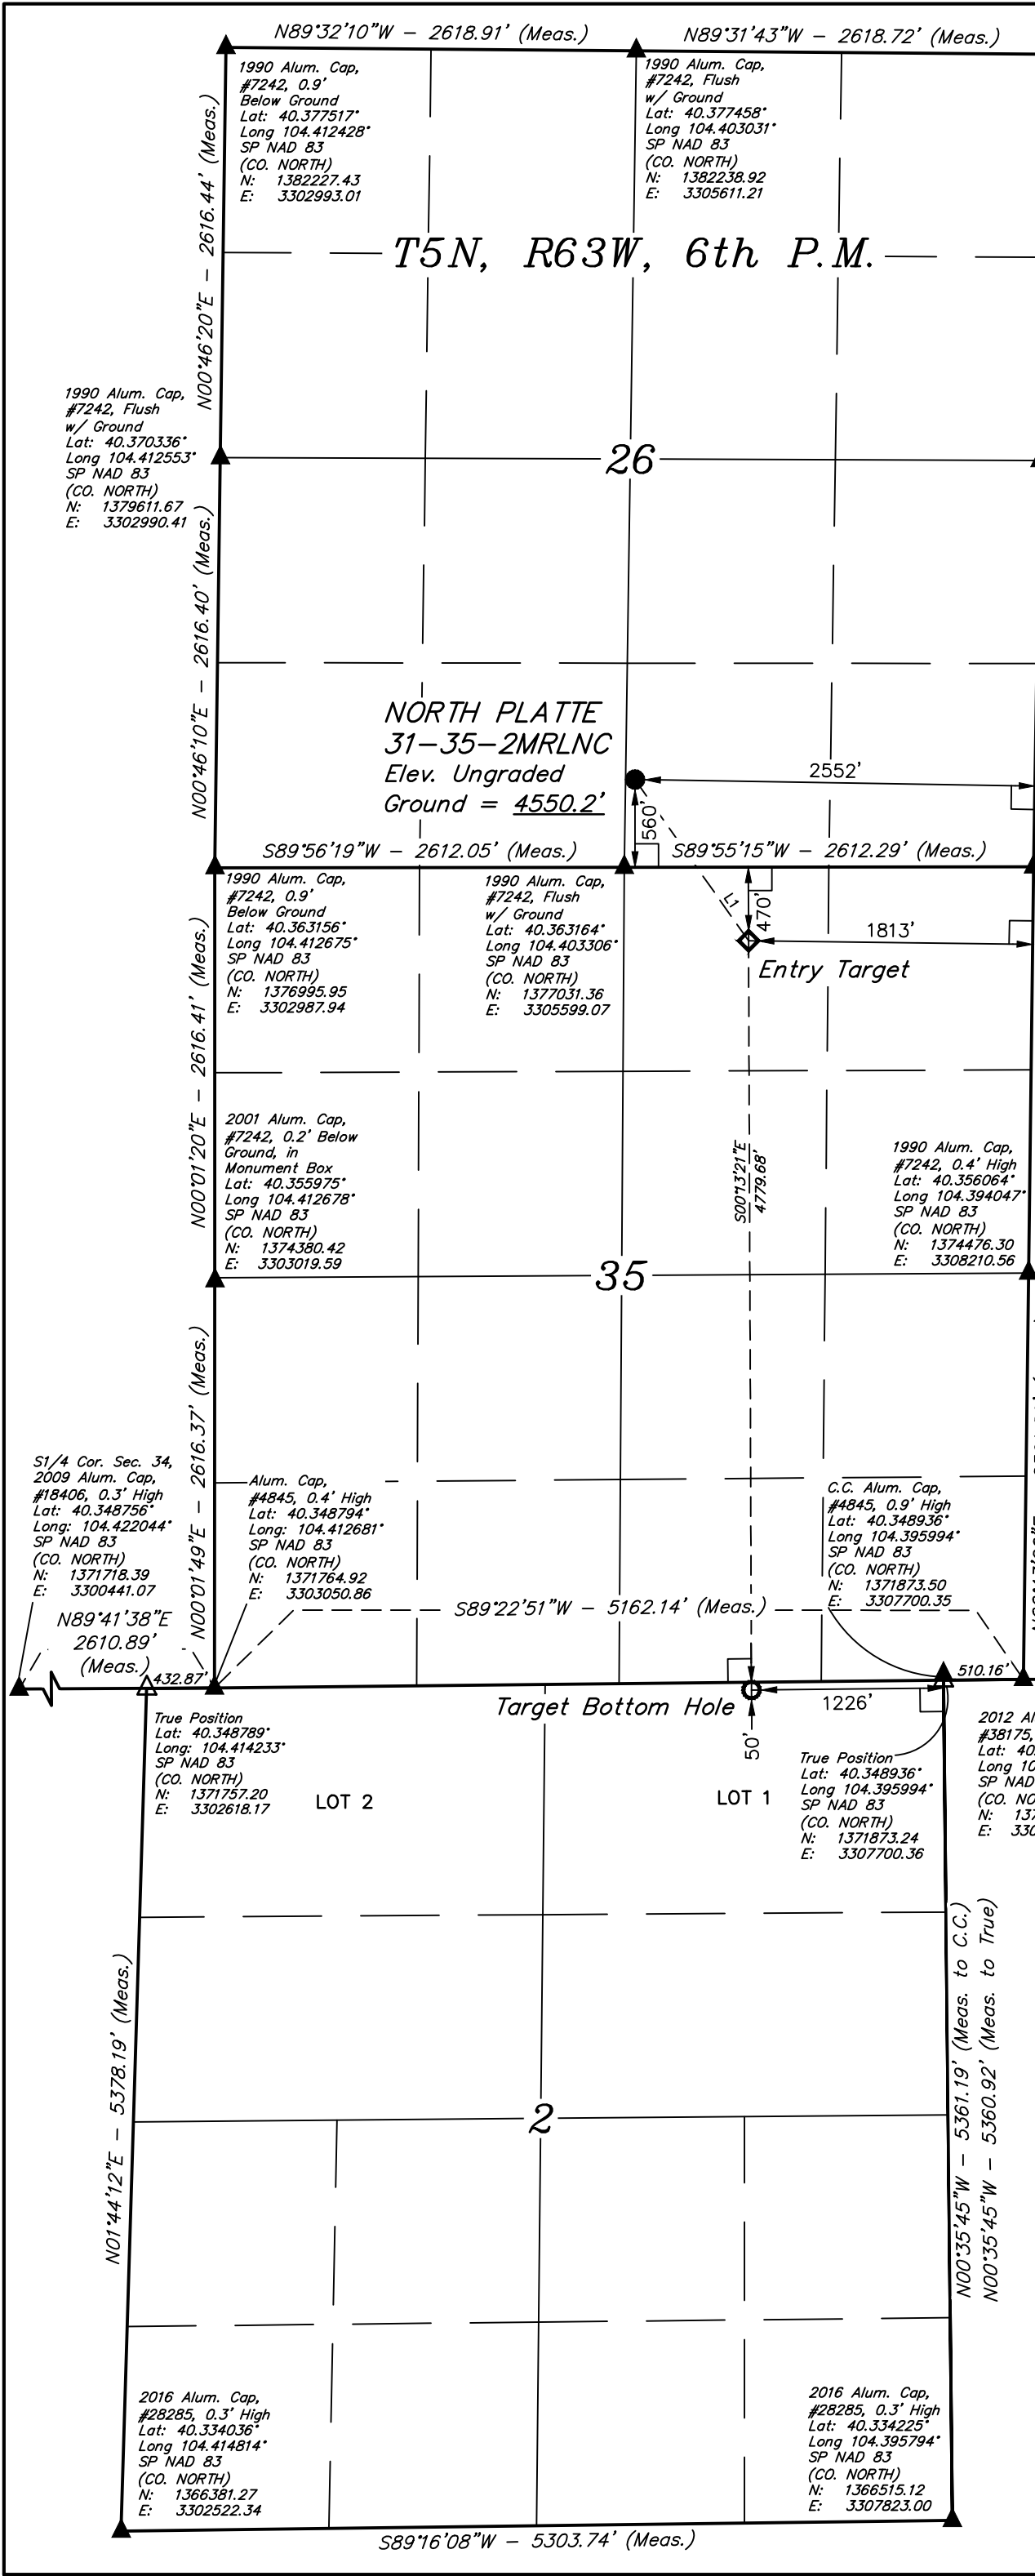 N89°32'10"W - 2618.91' (Meas.)
N89°31'43"W - 2618.72' (Meas.)
1990 Alum. Cap,
#7242, 0.9'
Below Ground
Lat: 40.377517°
Long 104.412428°
SP NAD 83
(CO. NORTH)
N: 1382227.43
E: 3302993.01
1990 Alum. Cap,
#7242, Flush
w/ Ground
Lat: 40.377458°
Long 104.403031°
SP NAD 83
(CO. NORTH)
N: 1382238.92
E: 3305611.21
N00°46'20"E - 2616.44' (Meas.)
T5N, R63W, 6th P.M.
1990 Alum. Cap,
#7242, Flush
w/ Ground
Lat: 40.370336°
Long 104.412553°
SP NAD 83
(CO. NORTH)
N: 1379611.67
E: 3302990.41
26
N00°46'10"E - 2616.40' (Meas.)
NORTH PLATTE
31-35-2MRLNC
Elev. Ungraded
Ground = 4550.2'
2552'
560'
S89°56'19"W - 2612.05' (Meas.)
S89°55'15"W - 2612.29' (Meas.)
1990 Alum. Cap,
#7242, 0.9'
Below Ground
Lat: 40.363156°
Long 104.412675°
SP NAD 83
(CO. NORTH)
N: 1376995.95
E: 3302987.94
1990 Alum. Cap,
#7242, Flush
w/ Ground
Lat: 40.363164°
Long 104.403306°
SP NAD 83
(CO. NORTH)
N: 1377031.36
E: 3305599.07
L1
470'
1813'
Entry Target
N00°01'20"E - 2616.41' (Meas.)
2001 Alum. Cap,
#7242, 0.2' Below
Ground, in
Monument Box
Lat: 40.355975°
Long 104.412678°
SP NAD 83
(CO. NORTH)
N: 1374380.42
E: 3303019.59
S00°13'21"E
4779.68'
1990 Alum. Cap,
#7242, 0.4' High
Lat: 40.356064°
Long 104.394047°
SP NAD 83
(CO. NORTH)
N: 1374476.30
E: 3308210.56
35
N00°01'49"E - 2616.37' (Meas.)
S1/4 Cor. Sec. 34,
2009 Alum. Cap,
#18406, 0.3' High
Lat: 40.348756°
Long: 104.422044°
SP NAD 83
(CO. NORTH)
N: 1371718.39
E: 3300441.07
Alum. Cap,
#4845, 0.4' High
Lat: 40.348794°
Long: 104.412681°
SP NAD 83
(CO. NORTH)
N: 1371764.92
E: 3303050.86
C.C. Alum. Cap,
#4845, 0.9' High
Lat: 40.348936°
Long 104.395994°
SP NAD 83
(CO. NORTH)
N: 1371873.50
E: 3307700.35
N89°41'38"E
2610.89'
(Meas.)
S89°22'51"W - 5162.14' (Meas.)
432.87'
510.16'
Target Bottom Hole
1226'
50'
True Position
Lat: 40.348789°
Long: 104.414233°
SP NAD 83
(CO. NORTH)
N: 1371757.20
E: 3302618.17
LOT 2
LOT 1
True Position
Lat: 40.348936°
Long 104.395994°
SP NAD 83
(CO. NORTH)
N: 1371873.24
E: 3307700.36
2012 Al
#38175,
Lat: 40.
Long 10
SP NAD
(CO. NO
N: 137
E: 330
N01°44'12"E - 5378.19' (Meas.)
N00°35'45"W - 5361.19' (Meas. to C.C.)
N00°35'45"W - 5360.92' (Meas. to True)
2
2016 Alum. Cap,
#28285, 0.3' High
Lat: 40.334036°
Long 104.414814°
SP NAD 83
(CO. NORTH)
N: 1366381.27
E: 3302522.34
2016 Alum. Cap,
#28285, 0.3' High
Lat: 40.334225°
Long 104.395794°
SP NAD 83
(CO. NORTH)
N: 1366515.12
E: 3307823.00
S89°16'08"W - 5303.74' (Meas.)